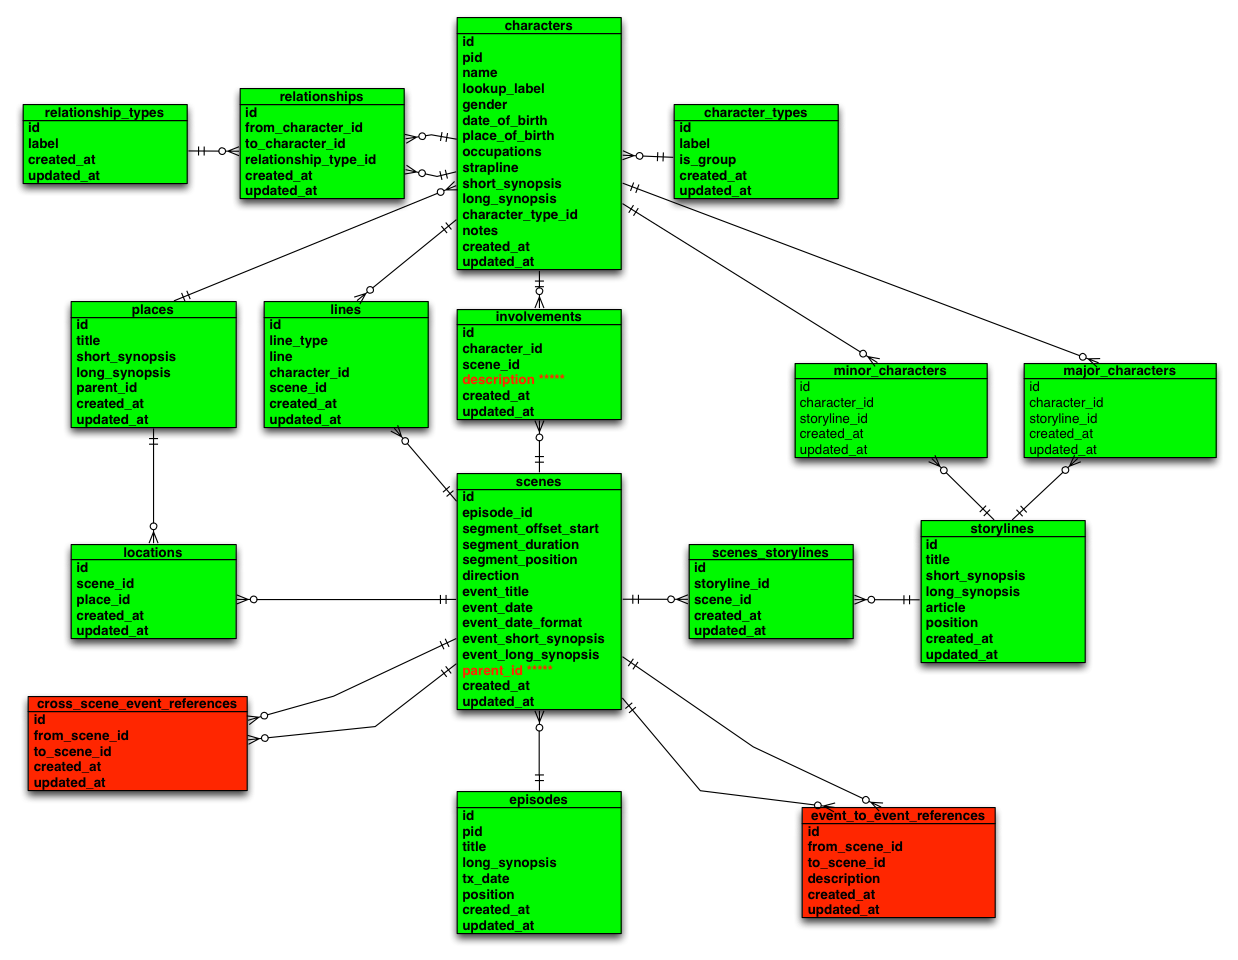 characters
id
pid
name
lookup_label
gender
date_of_birth
place_of_birth
occupations
strapline
short_synopsis
long_synopsis
character_type_id
notes
created_at
updated_at
relationships
id
from_character_id
to_character_id
relationship_type_id
created_at
updated_at
relationship_types
id
label
created_at
updated_at
character_types
id
label
is_group
created_at
updated_at
places
id
title
short_synopsis
long_synopsis
parent_id
created_at
updated_at
lines
id
line_type
line
character_id
scene_id
created_at
updated_at
involvements
id
character_id
scene_id
description *****
created_at
updated_at
minor_characters
id
character_id
storyline_id
created_at
updated_at
major_characters
id
character_id
storyline_id
created_at
updated_at
scenes
id
episode_id
segment_offset_start
segment_duration
segment_position
direction
event_title
event_date
event_date_format
event_short_synopsis
event_long_synopsis
parent_id *****
created_at
updated_at
locations
id
scene_id
place_id
created_at
updated_at
scenes_storylines
id
storyline_id
scene_id
created_at
updated_at
storylines
id
title
short_synopsis
long_synopsis
article
position
created_at
updated_at
cross_scene_event_references
id
from_scene_id
to_scene_id
created_at
updated_at
episodes
id
pid
title
long_synopsis
tx_date
position
created_at
updated_at
event_to_event_references
id
from_scene_id
to_scene_id
description
created_at
updated_at